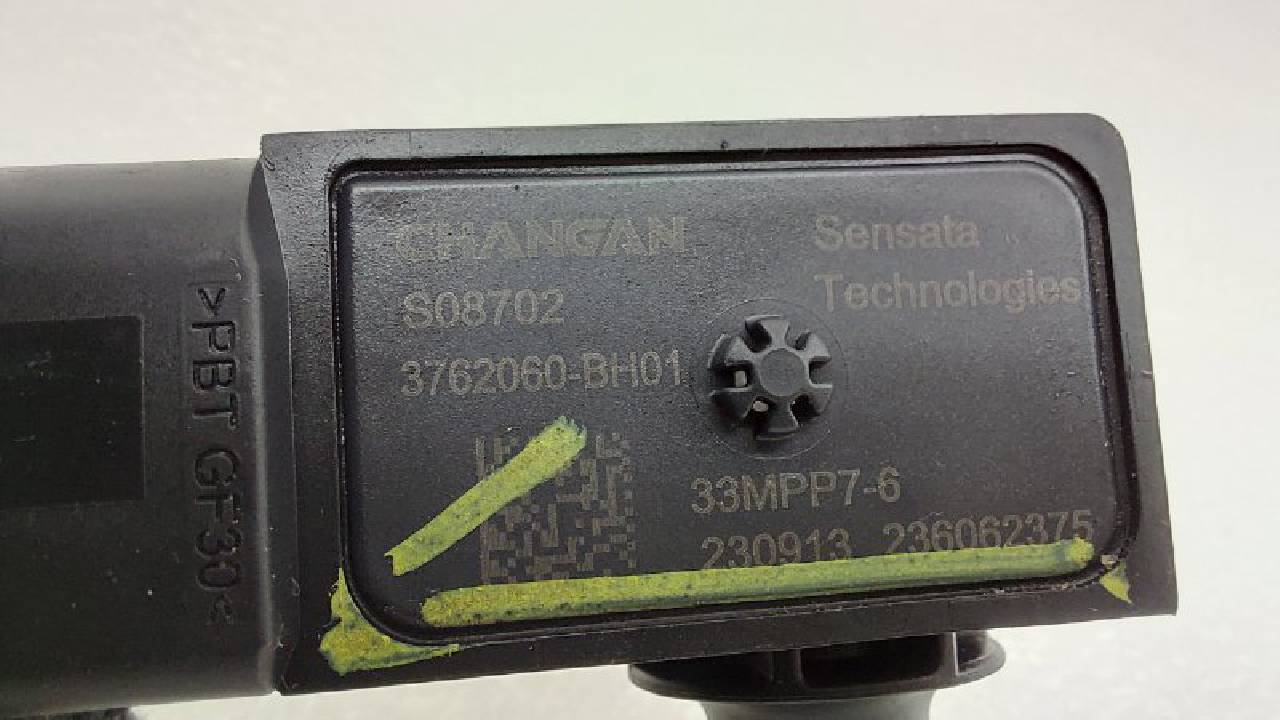 CHANGAN
Sensata
Technologies
S08702
3762060-BH01
33MPP7-6
230913 236062375
>PBT GF30<